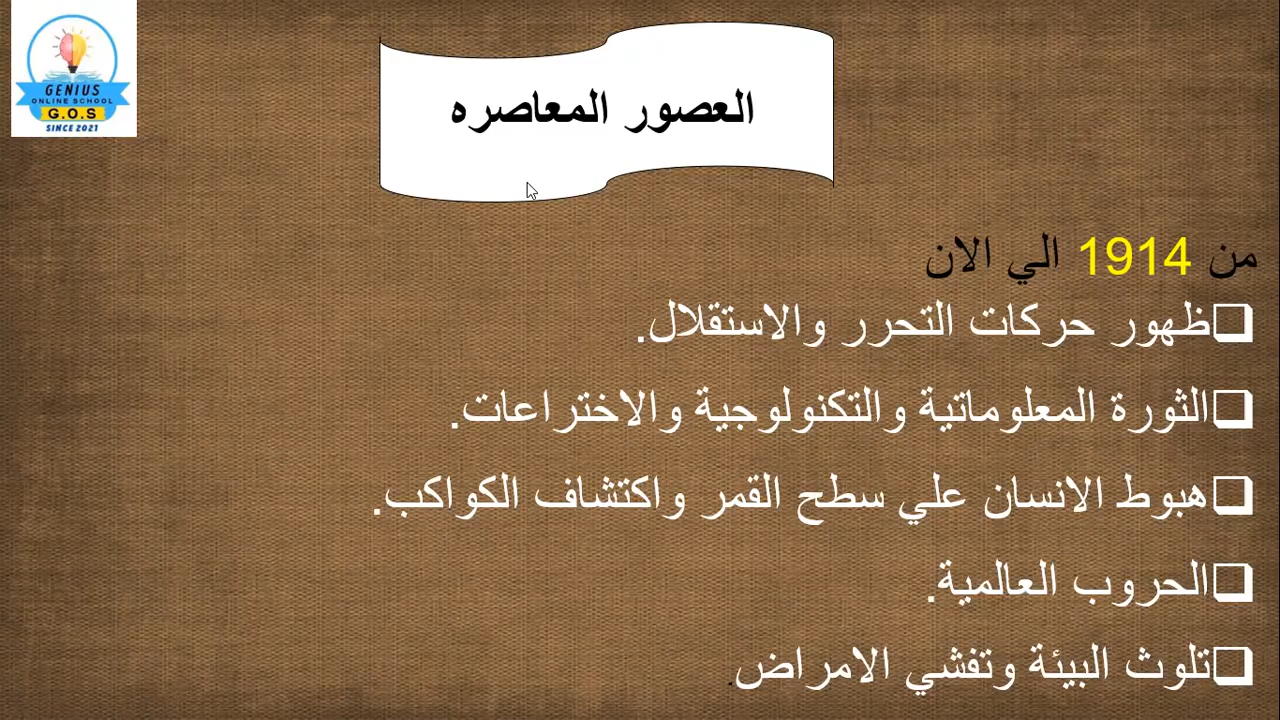 GENIUS
ONLINE SCHOOL
G.O.S
SINCE 2021
العصور المعاصره
من 1914 الي الان
ظهور حركات التحرر والاستقلال.
الثورة المعلوماتية والتكنولوجية والاختراعات.
هبوط الانسان علي سطح القمر واكتشاف الكواكب.
الحروب العالمية.
تلوث البيئة وتفشي الامراض.